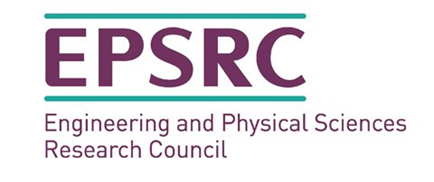 EPSRC
Engineering and Physical Sciences
Research Council